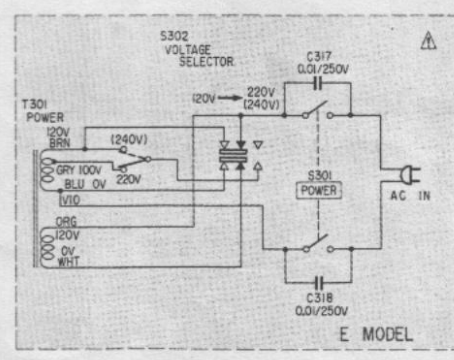 S302
VOLTAGE
SELECTOR
C317
0.01/250V
120V
220V
(240V)
T301
POWER
120V
BRN
(240V)
GRY 100V
220V
BLU 0V
VIO
S301
POWER
AC IN
ORG
120V
0V
WHT
C318
0.01/250V
E MODEL